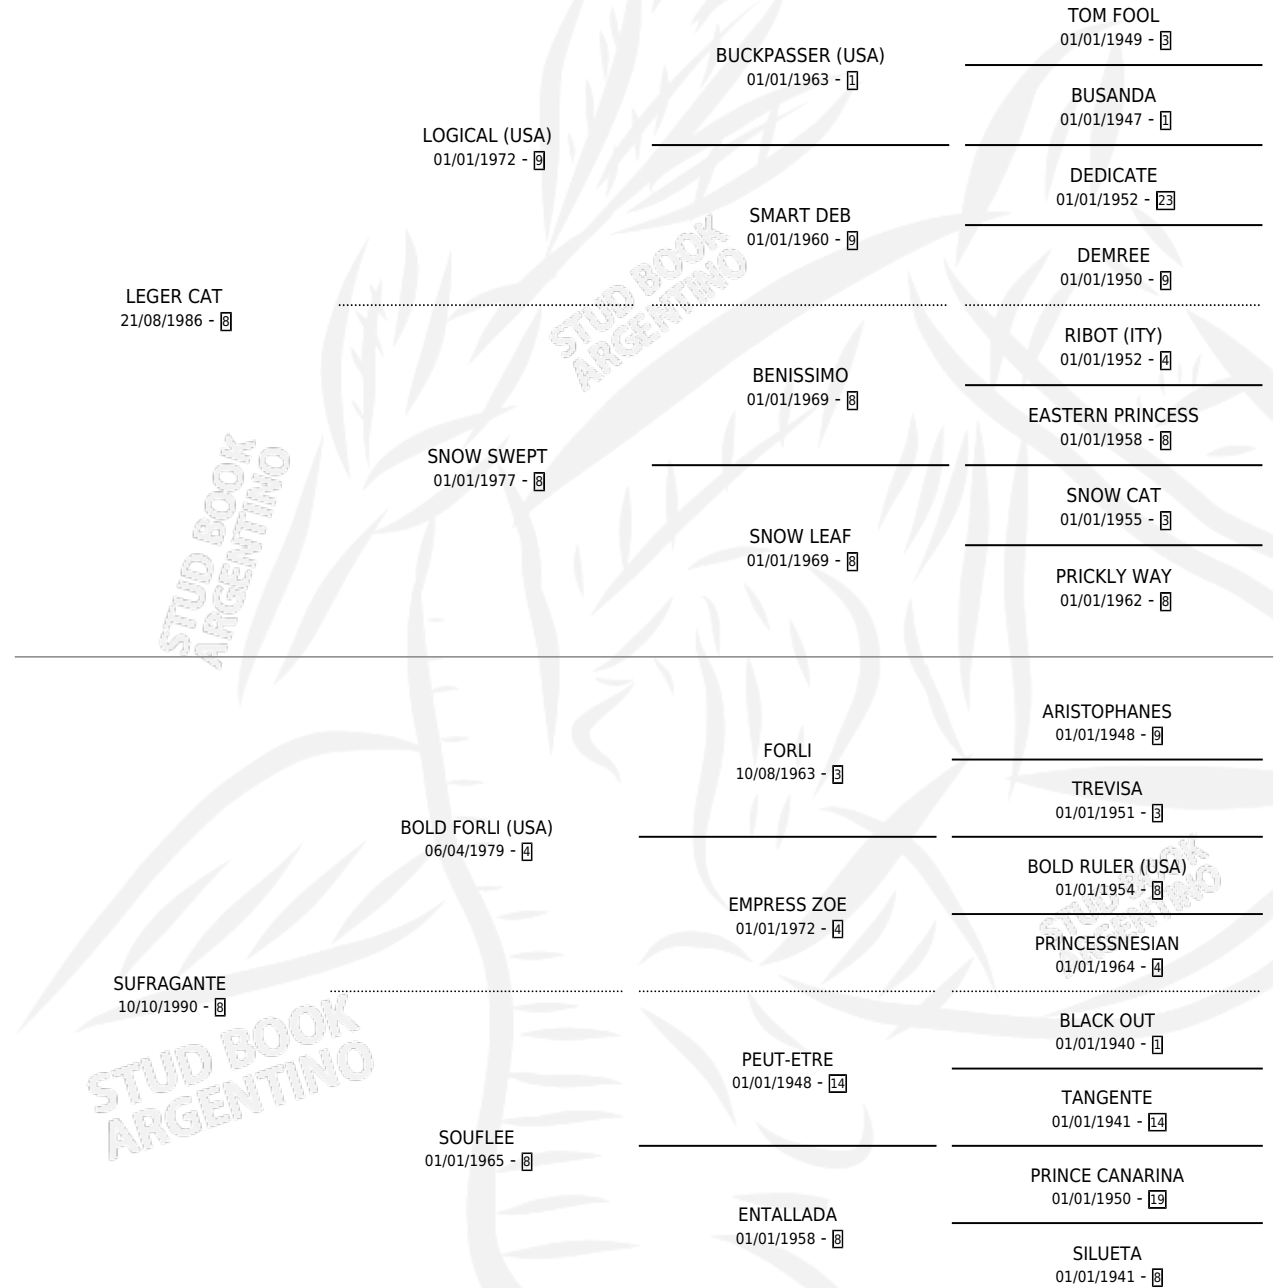 TOM FOOL
01/01/1949 - 3
BUCKPASSER (USA)
01/01/1963 - 1
BUSANDA
01/01/1947 - 1
LOGICAL (USA)
01/01/1972 - 9
DEDICATE
01/01/1952 - 23
SMART DEB
01/01/1960 - 9
DEMREE
01/01/1950 - 9
LEGER CAT
21/08/1986 - 8
RIBOT (ITY)
01/01/1952 - 4
BENISSIMO
01/01/1969 - 8
EASTERN PRINCESS
01/01/1958 - 8
SNOW SWEPT
01/01/1977 - 8
SNOW CAT
01/01/1955 - 3
SNOW LEAF
01/01/1969 - 8
PRICKLY WAY
01/01/1962 - 8
ARISTOPHANES
01/01/1948 - 9
FORLI
10/08/1963 - 3
TREVISA
01/01/1951 - 3
BOLD FORLI (USA)
06/04/1979 - 4
BOLD RULER (USA)
01/01/1954 - 8
EMPRESS ZOE
01/01/1972 - 4
PRINCESSNESIAN
01/01/1964 - 4
SUFRAGANTE
10/10/1990 - 8
BLACK OUT
01/01/1940 - 1
PEUT-ETRE
01/01/1948 - 14
TANGENTE
01/01/1941 - 14
SOUFLEE
01/01/1965 - 8
PRINCE CANARINA
01/01/1950 - 19
ENTALLADA
01/01/1958 - 8
SILUETA
01/01/1941 - 8
STUD BOOK
ARGENTINO
STUD BOOK
ARGENTINO
STUD BOOK
ARGENTINO
STUD BOOK
ARGENTINO